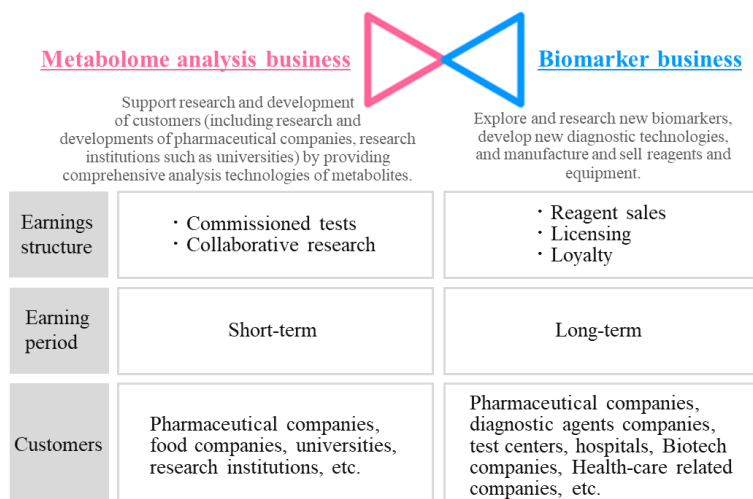 Metabolome analysis business
Biomarker business
Support research and development
of customers (including research and
developments of pharmaceutical companies, research
institutions such as universities) by providing
comprehensive analysis technologies of metabolites.
Explore and research new biomarkers,
develop new diagnostic technologies,
and manufacture and sell reagents and
equipment.
Earnings
structure
・Commissioned tests
・Collaborative research
・Reagent sales
・Licensing
・Loyalty
Earning
period
Short-term
Long-term
Customers
Pharmaceutical companies,
food companies, universities,
research institutions, etc.
Pharmaceutical companies,
diagnostic agents companies,
test centers, hospitals, Biotech
companies, Health-care related
companies, etc.